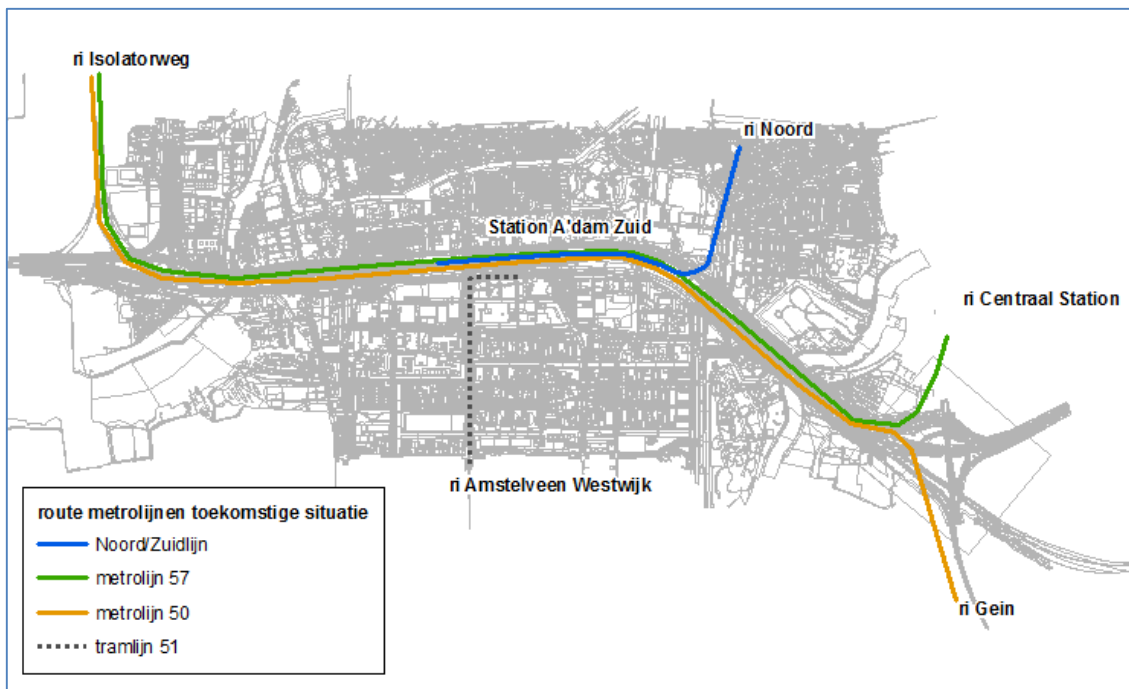 ri Isolatorweg
ri Noord
Station A'dam Zuid
ri Centraal Station
ri Amstelveen Westwijk
route metrolijnen toekomstige situatie
Noord/Zuidlijn
metrolijn 57
metrolijn 50
tramlijn 51
ri Gein